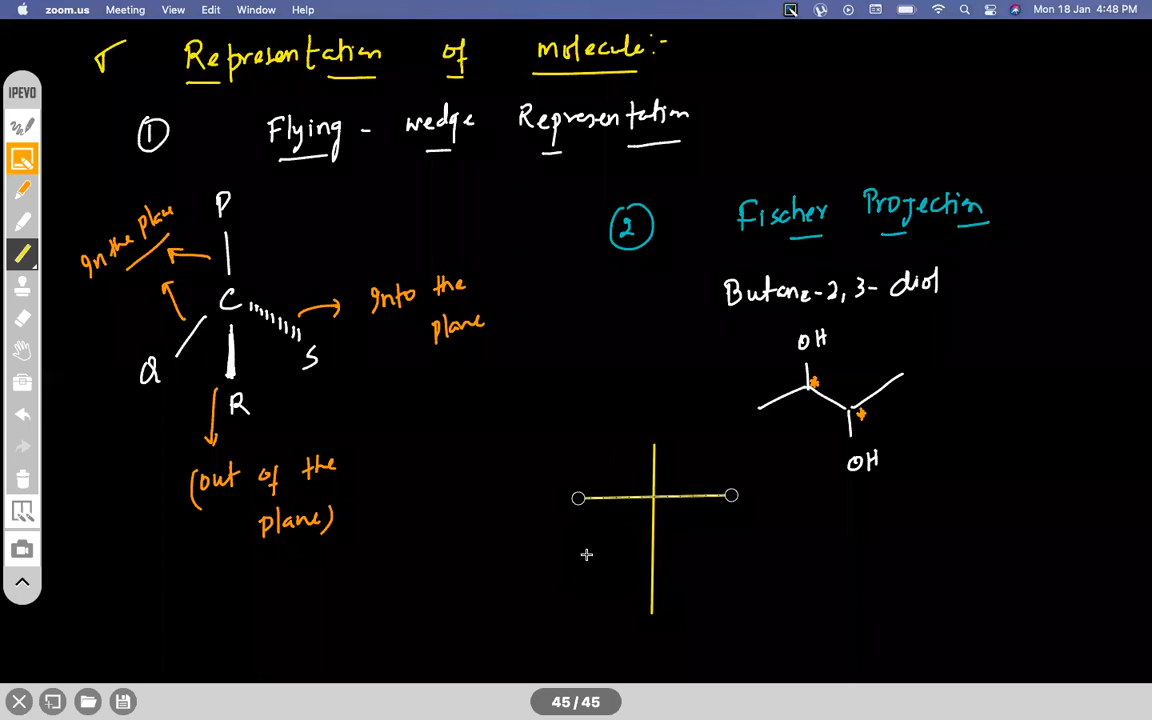 zoom.us Meeting View Edit Window Help Mon 18 Jan 4:48 PM
IPEVO
Representation of molecule:-
1 Flying-wedge Representation
P
In the plane
C
Q
S
R
Into the
plane
(out of the
plane)
2 Fischer Projection
Butane-2,3-diol
OH
*
*
OH
45/45